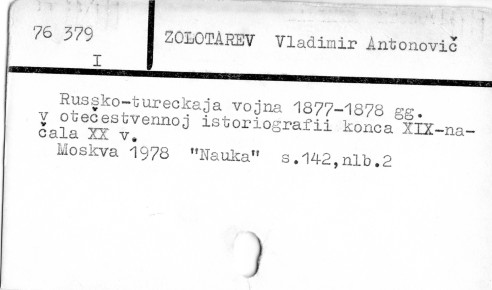 76 379
I
ZOLOTAREV Vladimir Antonovič
Russko-tureckaja vojna 1877-1878 gg.
v otečestvennoj istoriografii konca XIX-na-
čala XX v.
Moskva 1978 "Nauka" s.142,nlb.2